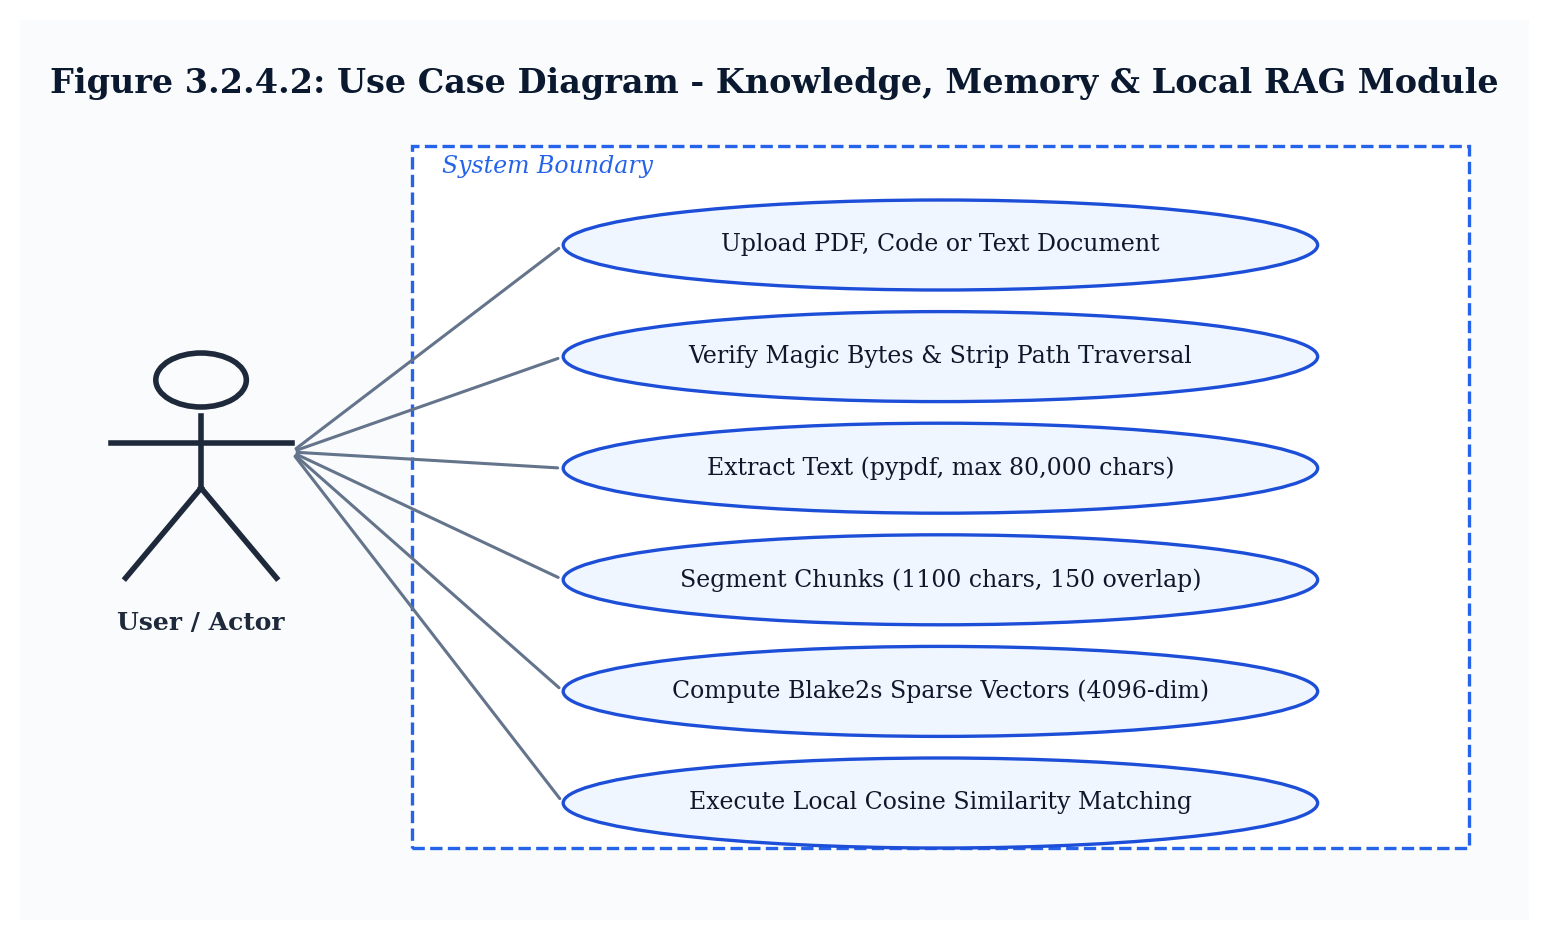 Figure 3.2.4.2: Use Case Diagram - Knowledge, Memory & Local RAG Module
System Boundary
Upload PDF, Code or Text Document
Verify Magic Bytes & Strip Path Traversal
Extract Text (pypdf, max 80,000 chars)
Segment Chunks (1100 chars, 150 overlap)
User / Actor
Compute Blake2s Sparse Vectors (4096-dim)
Execute Local Cosine Similarity Matching